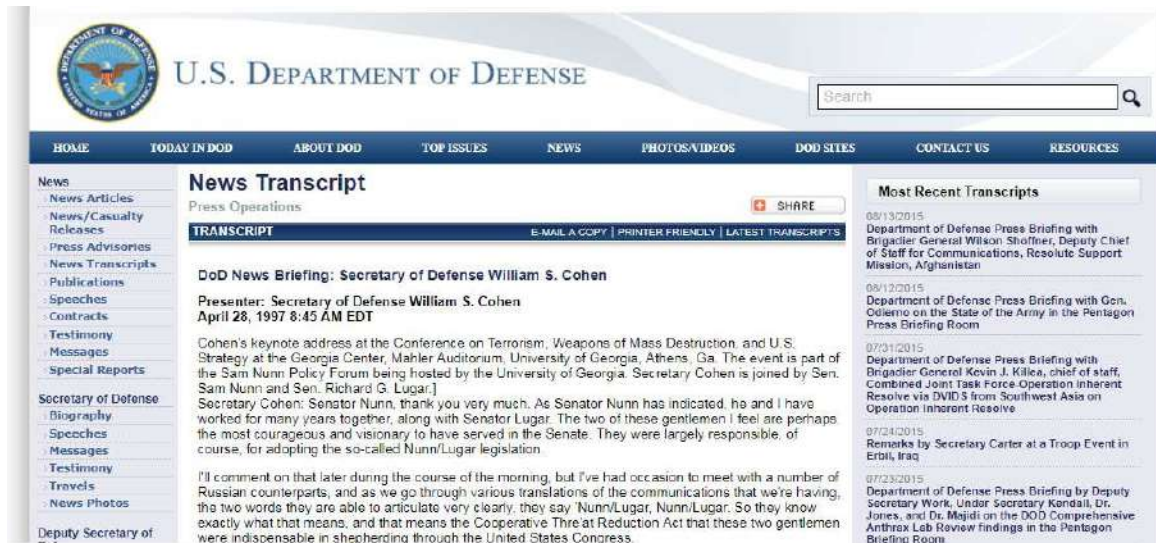 U.S. DEPARTMENT OF DEFENSE
Search
HOME TODAY IN DOD ABOUT DOD TOP ISSUES NEWS PHOTOS/VIDEOS DOD SITES CONTACT US RESOURCES
News
News Articles
News/Casualty
Releases
Press Advisories
News Transcripts
Publications
Speeches
Contracts
Testimony
Messages
Special Reports
Secretary of Defense
Biography
Speeches
Messages
Testimony
Travels
News Photos
Deputy Secretary of
News Transcript
Press Operations
SHARE
TRANSCRIPT E-MAIL A COPY | PRINTER FRIENDLY | LATEST TRANSCRIPTS
DoD News Briefing: Secretary of Defense William S. Cohen
Presenter: Secretary of Defense William S. Cohen
April 28, 1997 8:45 AM EDT
Cohen's keynote address at the Conference on Terrorism, Weapons of Mass Destruction, and U.S.
Strategy at the Georgia Center, Mahler Auditorium, University of Georgia, Athens, Ga. The event is part of
the Sam Nunn Policy Forum being hosted by the University of Georgia. Secretary Cohen is joined by Sen.
Sam Nunn and Sen. Richard G. Lugar.]
Secretary Cohen: Senator Nunn, thank you very much. As Senator Nunn has indicated, he and I have
worked for many years together, along with Senator Lugar. The two of these gentlemen I feel are perhaps
the most courageous and visionary to have served in the Senate. They were largely responsible, of
course, for adopting the so-called Nunn/Lugar legislation.
I'll comment on that later during the course of the morning, but I've had occasion to meet with a number of
Russian counterparts, and as we go through various translations of the communications that we're having,
the two words they are able to articulate very clearly, they say 'Nunn/Lugar, Nunn/Lugar. So they know
exactly what that means, and that means the Cooperative Threat Reduction Act that these two gentlemen
were indispensable in shepherding through the United States Congress.
Most Recent Transcripts
08/13/2015
Department of Defense Press Briefing with
Brigadier General Wilson Shoffner, Deputy Chief
of Staff for Communications, Resolute Support
Mission, Afghanistan
08/12/2015
Department of Defense Press Briefing with Gen.
Odierno on the State of the Army in the Pentagon
Press Briefing Room
07/31/2015
Department of Defense Press Briefing with
Brigadier General Kevin J. Killea, chief of staff,
Combined Joint Task Force-Operation Inherent
Resolve via DVIDS from Southwest Asia on
Operation Inherent Resolve
07/24/2015
Remarks by Secretary Carter at a Troop Event in
Erbil, Iraq
07/23/2015
Department of Defense Press Briefing by Deputy
Secretary Work, Under Secretary Kendall, Dr.
Jones, and Dr. Majidi on the DOD Comprehensive
Anthrax Lab Review findings in the Pentagon
Briefing Room